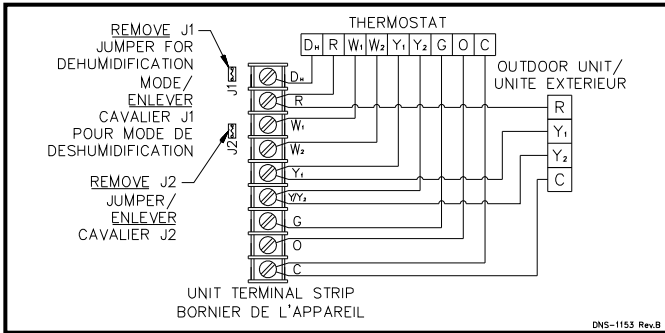 REMOVE J1
JUMPER FOR
DEHUMIDIFICATION
MODE/
ENLEVER
CAVALIER J1
POUR MODE DE
DESHUMIDIFICATION
REMOVE J2
JUMPER/
ENLEVER
CAVALIER J2
J1
J2
THERMOSTAT
DH R W1 W2 Y1 Y2 G O C
DH
R
W1
W2
Y1
Y/Y2
G
O
C
UNIT TERMINAL STRIP
BORNIER DE L'APPAREIL
OUTDOOR UNIT/
UNITE EXTERIEUR
R
Y1
Y2
C
DNS-1153 Rev.B